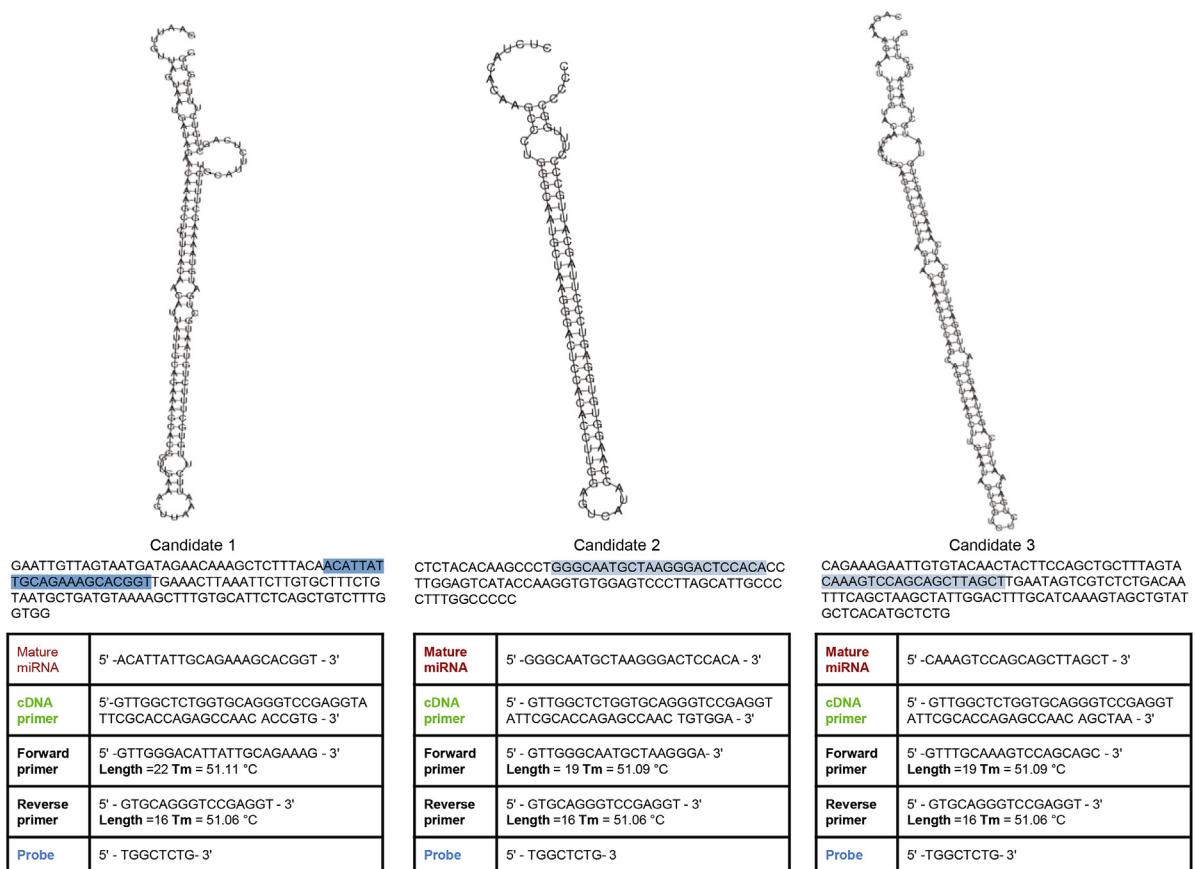 Candidate 1
GAATTGTTAGTAATGATAGAACAAAGCTCTTTACAACATTAT
TGCAGAAAGCACGGTTGAAACTTAAATTCTTGTGCTTTCTG
TAATGCTGATGTAAAAGCTTTGTGCATTCTCAGCTGTCTTTG
GTGG
Mature miRNA
5' -ACATTATTGCAGAAAGCACGGT - 3'
cDNA primer
5'-GTTGGCTCTGGTGCAGGGTCCGAGGTA
TTCGCACCAGAGCCAAC ACCGTG - 3'
Forward primer
5' -GTTGGGACATTATTGCAGAAAG - 3'
Length =22 Tm = 51.11 °C
Reverse primer
5' - GTGCAGGGTCCGAGGT - 3'
Length =16 Tm = 51.06 °C
Probe
5' - TGGCTCTG- 3'
Candidate 2
CTCTACACAAGCCCTGGGCAATGCTAAGGGACTCCACACC
TTGGAGTCATACCAAGGTGTGGAGTCCCTTAGCATTGCCC
CTTTGGCCCCC
Mature miRNA
5' -GGGCAATGCTAAGGGACTCCACA - 3'
cDNA primer
5' - GTTGGCTCTGGTGCAGGGTCCGAGGT
ATTCGCACCAGAGCCAAC TGTGGA - 3'
Forward primer
5' - GTTGGGCAATGCTAAGGGA- 3'
Length = 19 Tm = 51.09 °C
Reverse primer
5' - GTGCAGGGTCCGAGGT - 3'
Length =16 Tm = 51.06 °C
Probe
5' - TGGCTCTG- 3
Candidate 3
CAGAAAGAATTGTGTACAACTACTTCCAGCTGCTTTAGTA
CAAAGTCCAGCAGCTTAGCTTGAATAGTCGTCTCTGACAA
TTTCAGCTAAGCTATTGGACTTTGCATCAAAGTAGCTGTAT
GCTCACATGCTCTG
Mature miRNA
5' -CAAAGTCCAGCAGCTTAGCT - 3'
cDNA primer
5' - GTTGGCTCTGGTGCAGGGTCCGAGGT
ATTCGCACCAGAGCCAAC AGCTAA - 3'
Forward primer
5' -GTTTGCAAAGTCCAGCAGC - 3'
Length =19 Tm = 51.09 °C
Reverse primer
5' - GTGCAGGGTCCGAGGT - 3'
Length =16 Tm = 51.06 °C
Probe
5' -TGGCTCTG- 3'